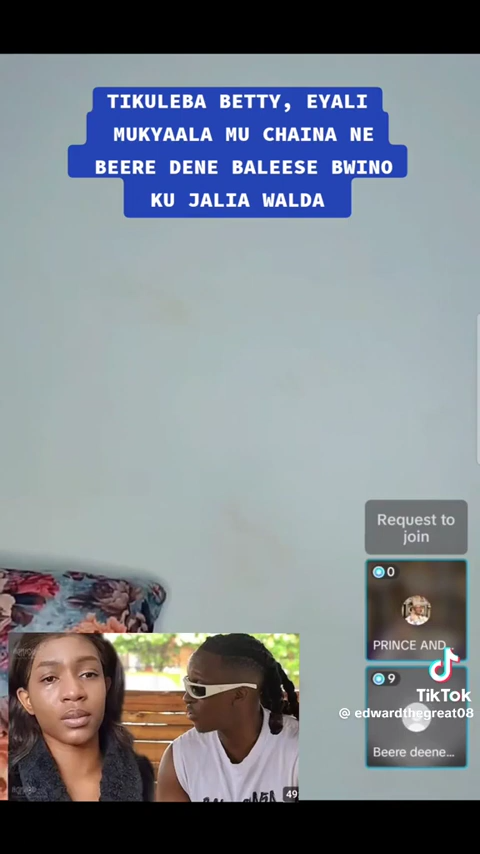 TIKULEBA BETTY, EYALI
MUKYAALA MU CHAINA NE
BEERE DENE BALEESE BWINO
KU JALIA WALDA
Request to
join
0
PRINCE AND...
9
TikTok
@ edwardthegreat08
Beere deene...
49